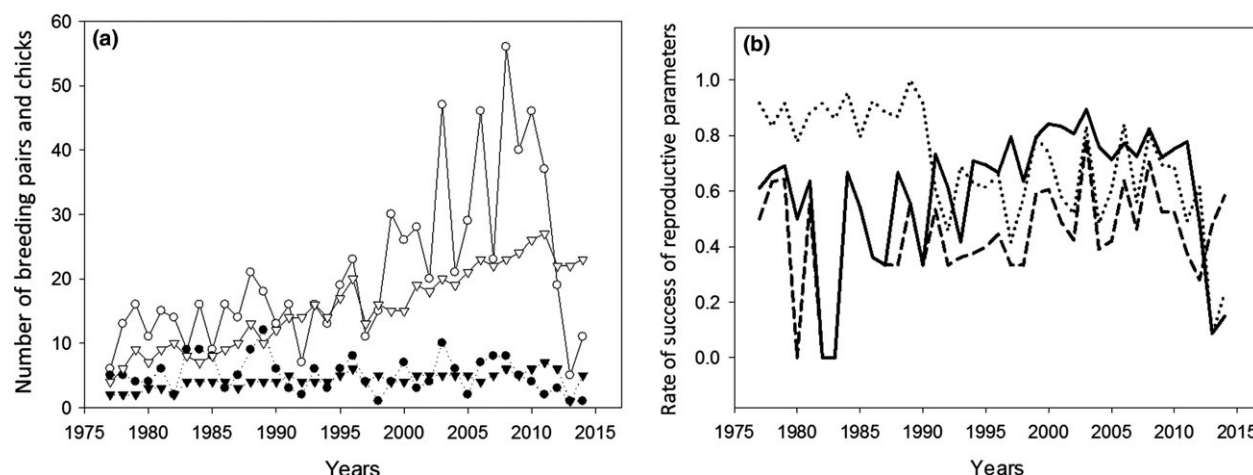 (a)
Number of breeding pairs and chicks
60
50
40
30
20
10
0
1975 1980 1985 1990 1995 2000 2005 2010 2015
Years
(b)
Rate of success of reproductive parameters
1.0
0.8
0.6
0.4
0.2
0.0
1975 1980 1985 1990 1995 2000 2005 2010 2015
Years